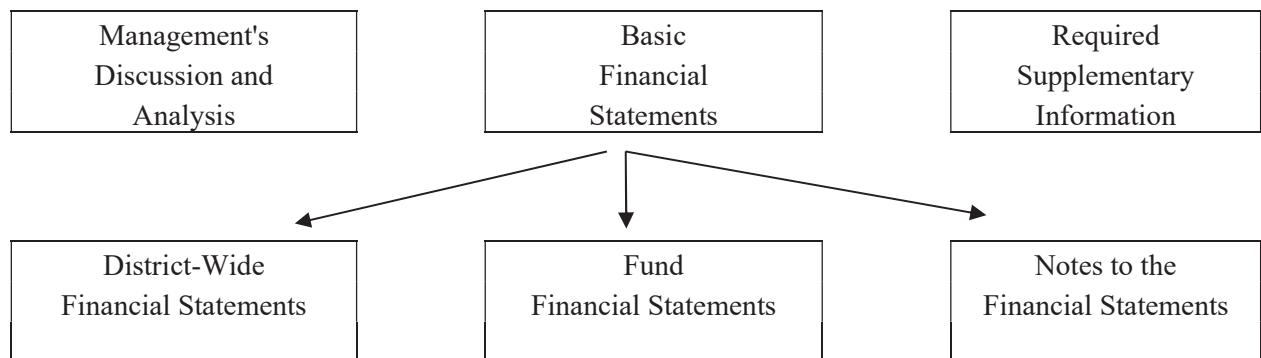 Management's
Discussion and
Analysis
Basic
Financial
Statements
Required
Supplementary
Information
District-Wide
Financial Statements
Fund
Financial Statements
Notes to the
Financial Statements